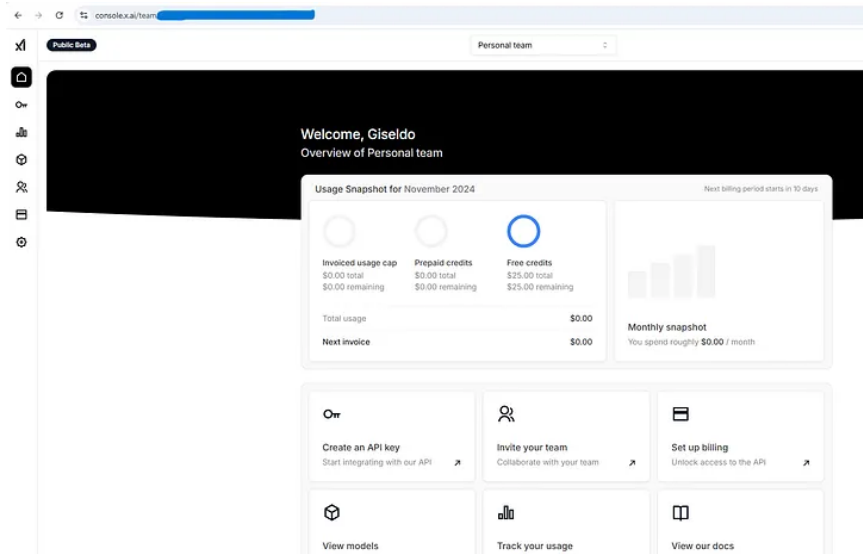 console.x.ai/team/
xI
Public Beta
Personal team
Welcome, Giseldo
Overview of Personal team
Usage Snapshot for November 2024
Next billing period starts in 10 days
Invoiced usage cap
$0.00 total
$0.00 remaining
Prepaid credits
$0.00 total
$0.00 remaining
Free credits
$25.00 total
$25.00 remaining
Total usage
$0.00
Next invoice
$0.00
Monthly snapshot
You spend roughly $0.00 / month
Create an API key
Start integrating with our API
Invite your team
Collaborate with your team
Set up billing
Unlock access to the API
View models
Track your usage
View our docs